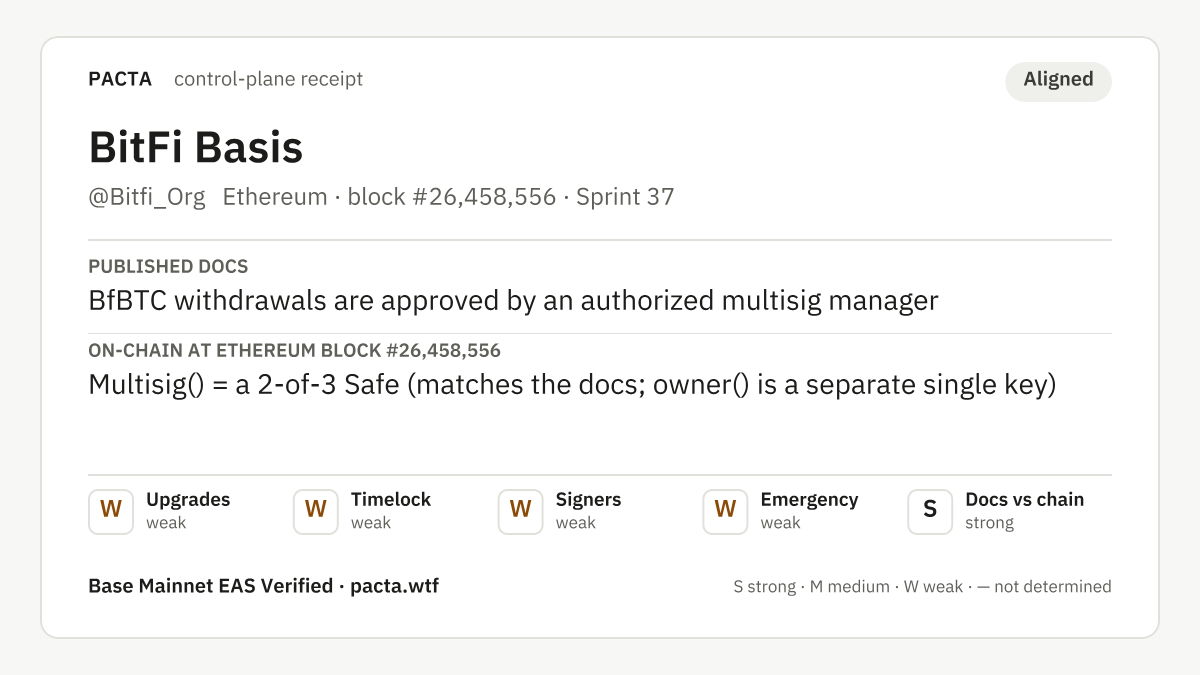 PACTA control-plane receipt Aligned
BitFi Basis
@Bitfi_Org Ethereum · block #26,458,556 · Sprint 37
PUBLISHED DOCS
BfBTC withdrawals are approved by an authorized multisig manager
ON-CHAIN AT ETHEREUM BLOCK #26,458,556
Multisig() = a 2-of-3 Safe (matches the docs; owner() is a separate single key)
W Upgrades weak
W Timelock weak
W Signers weak
W Emergency weak
S Docs vs chain strong
Base Mainnet EAS Verified · pacta.wtf
S strong · M medium · W weak · — not determined